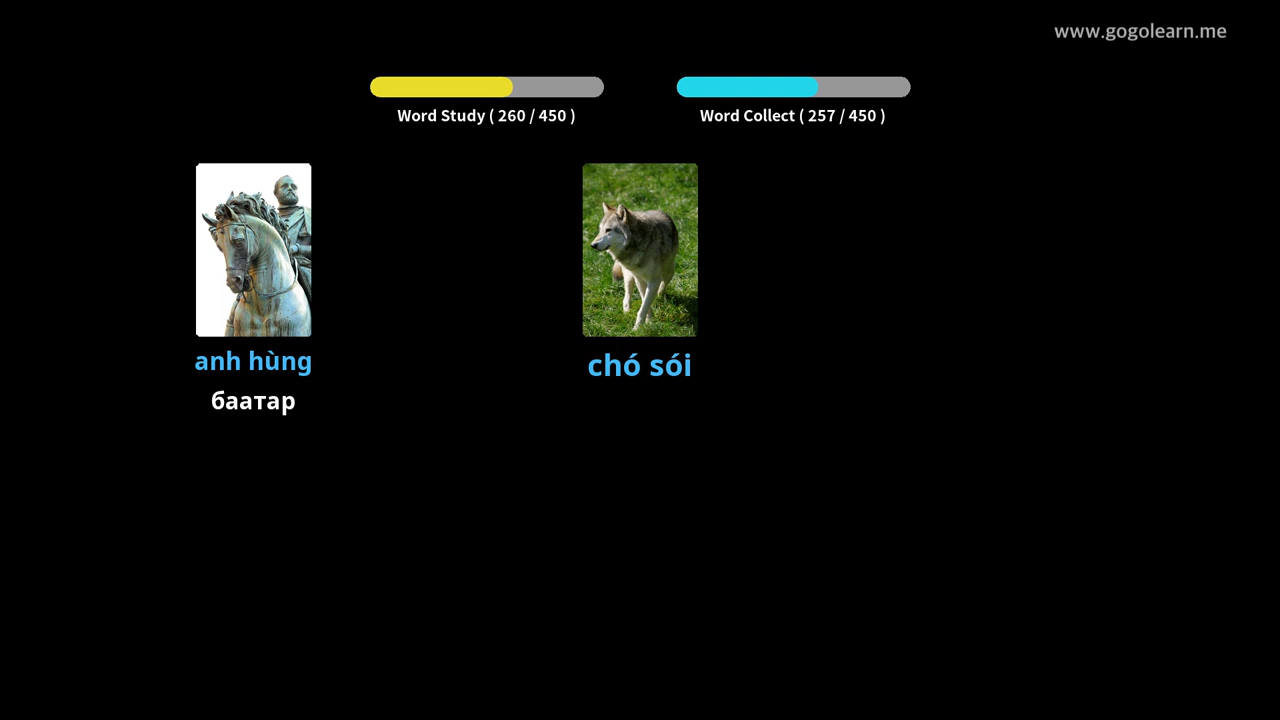 www.gogolearn.me
Word Study ( 260 / 450 )
Word Collect ( 257 / 450 )
anh hùng
баатар
chó sói